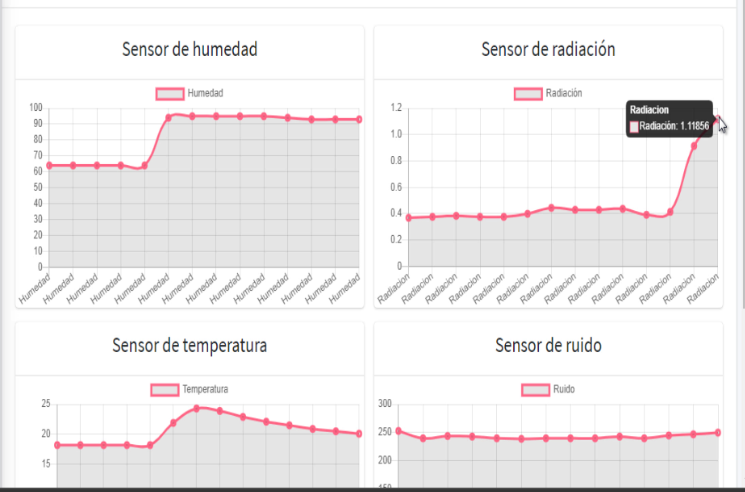 Sensor de humedad
Humedad
100
90
80
70
60
50
40
30
20
10
0
Humedad Humedad Humedad Humedad Humedad Humedad Humedad Humedad Humedad Humedad Humedad Humedad Humedad Humedad
Sensor de radiación
Radiación
1.2
1.0
0.8
0.6
0.4
0.2
0
Radiacion
Radiación: 1.11856
Radiacion Radiacion Radiacion Radiacion Radiacion Radiacion Radiacion Radiacion Radiacion Radiacion Radiacion Radiacion Radiacion Radiacion
Sensor de temperatura
Temperatura
25
20
15
Sensor de ruido
Ruido
300
250
200
150